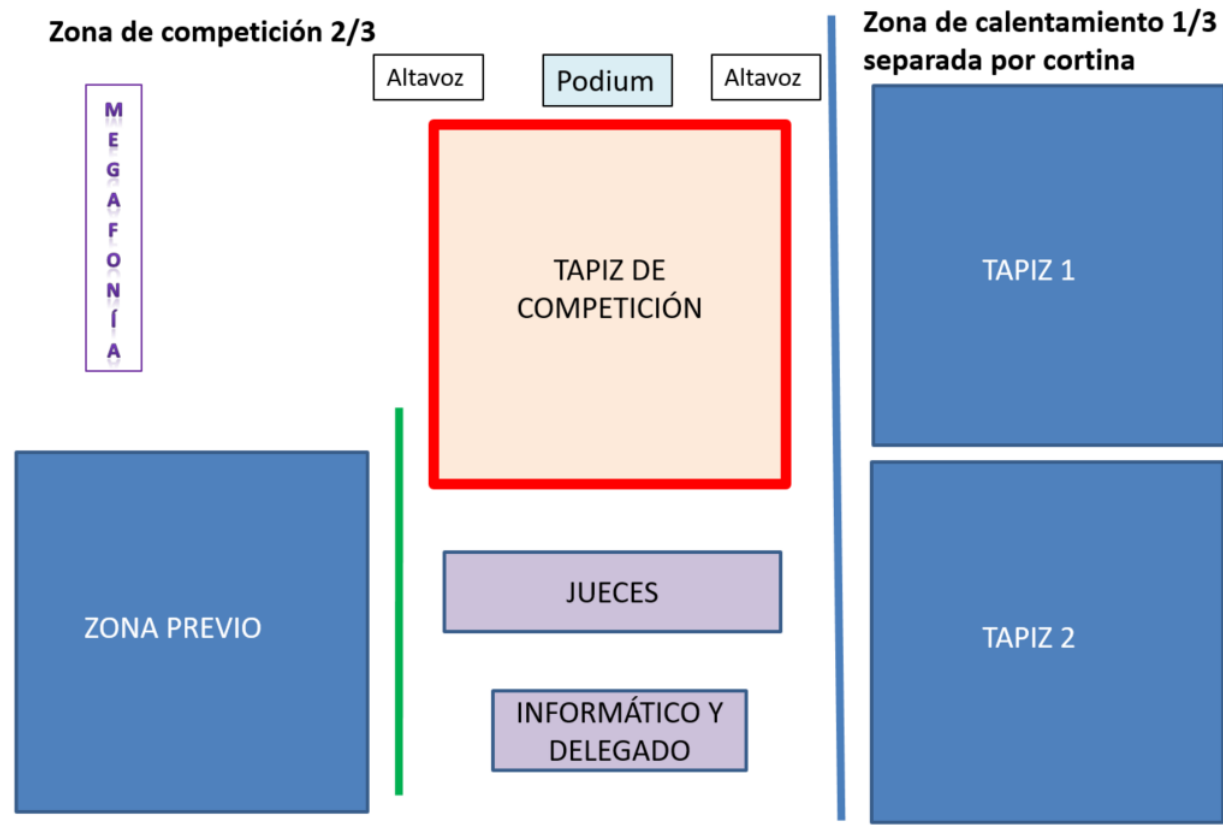 Zona de competición 2/3
Zona de calentamiento 1/3
separada por cortina
Altavoz
Podium
Altavoz
MEGAFONÍA
TAPIZ DE
COMPETICIÓN
TAPIZ 1
ZONA PREVIO
JUECES
TAPIZ 2
INFORMÁTICO Y
DELEGADO